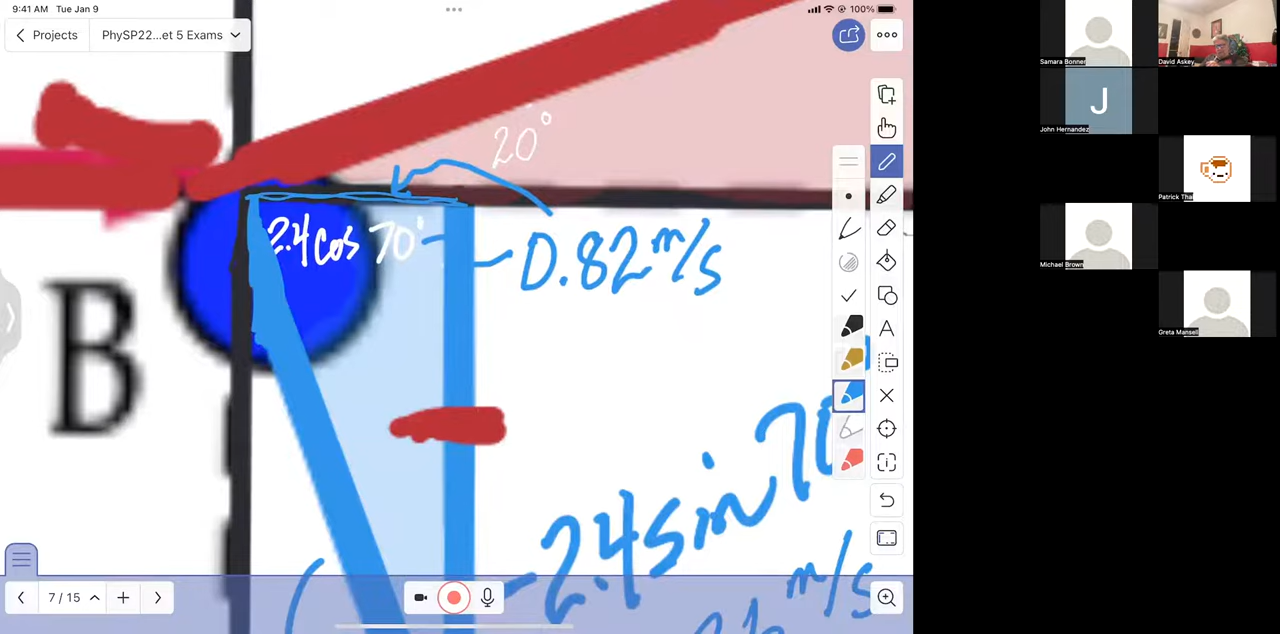 9:41 AM Tue Jan 9
100%
Projects
PhySP22...et 5 Exams
20°
2.4 cos 70°
0.82 m/s
B
A
-2.4 sin 70
m/s
7 / 15
Samara Bonner
David Askey
J
John Hernandez
Patrick Thai
Michael Brown
Greta Mansell